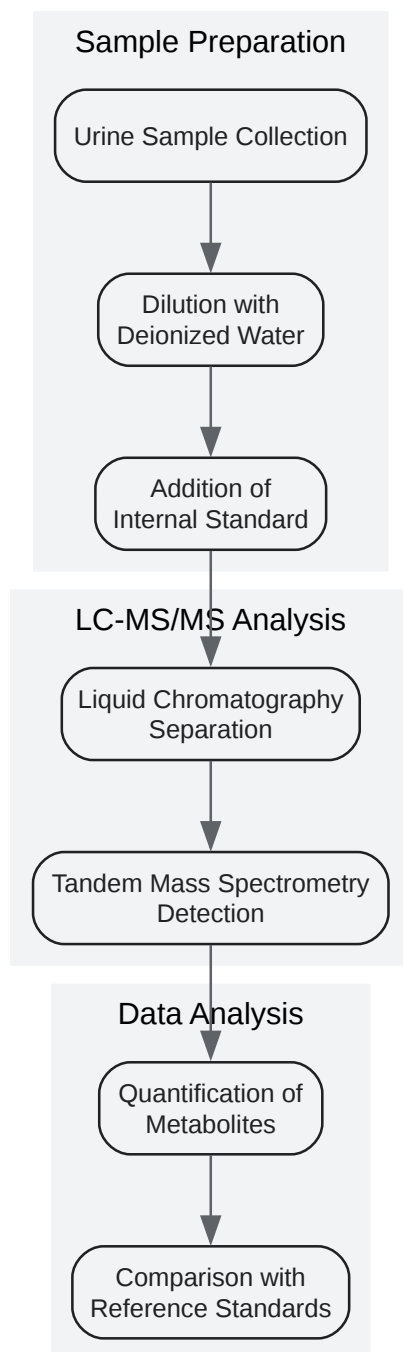 Sample Preparation
Urine Sample Collection
Dilution with
Deionized Water
Addition of
Internal Standard
LC-MS/MS Analysis
Liquid Chromatography
Separation
Tandem Mass Spectrometry
Detection
Data Analysis
Quantification of
Metabolites
Comparison with
Reference Standards